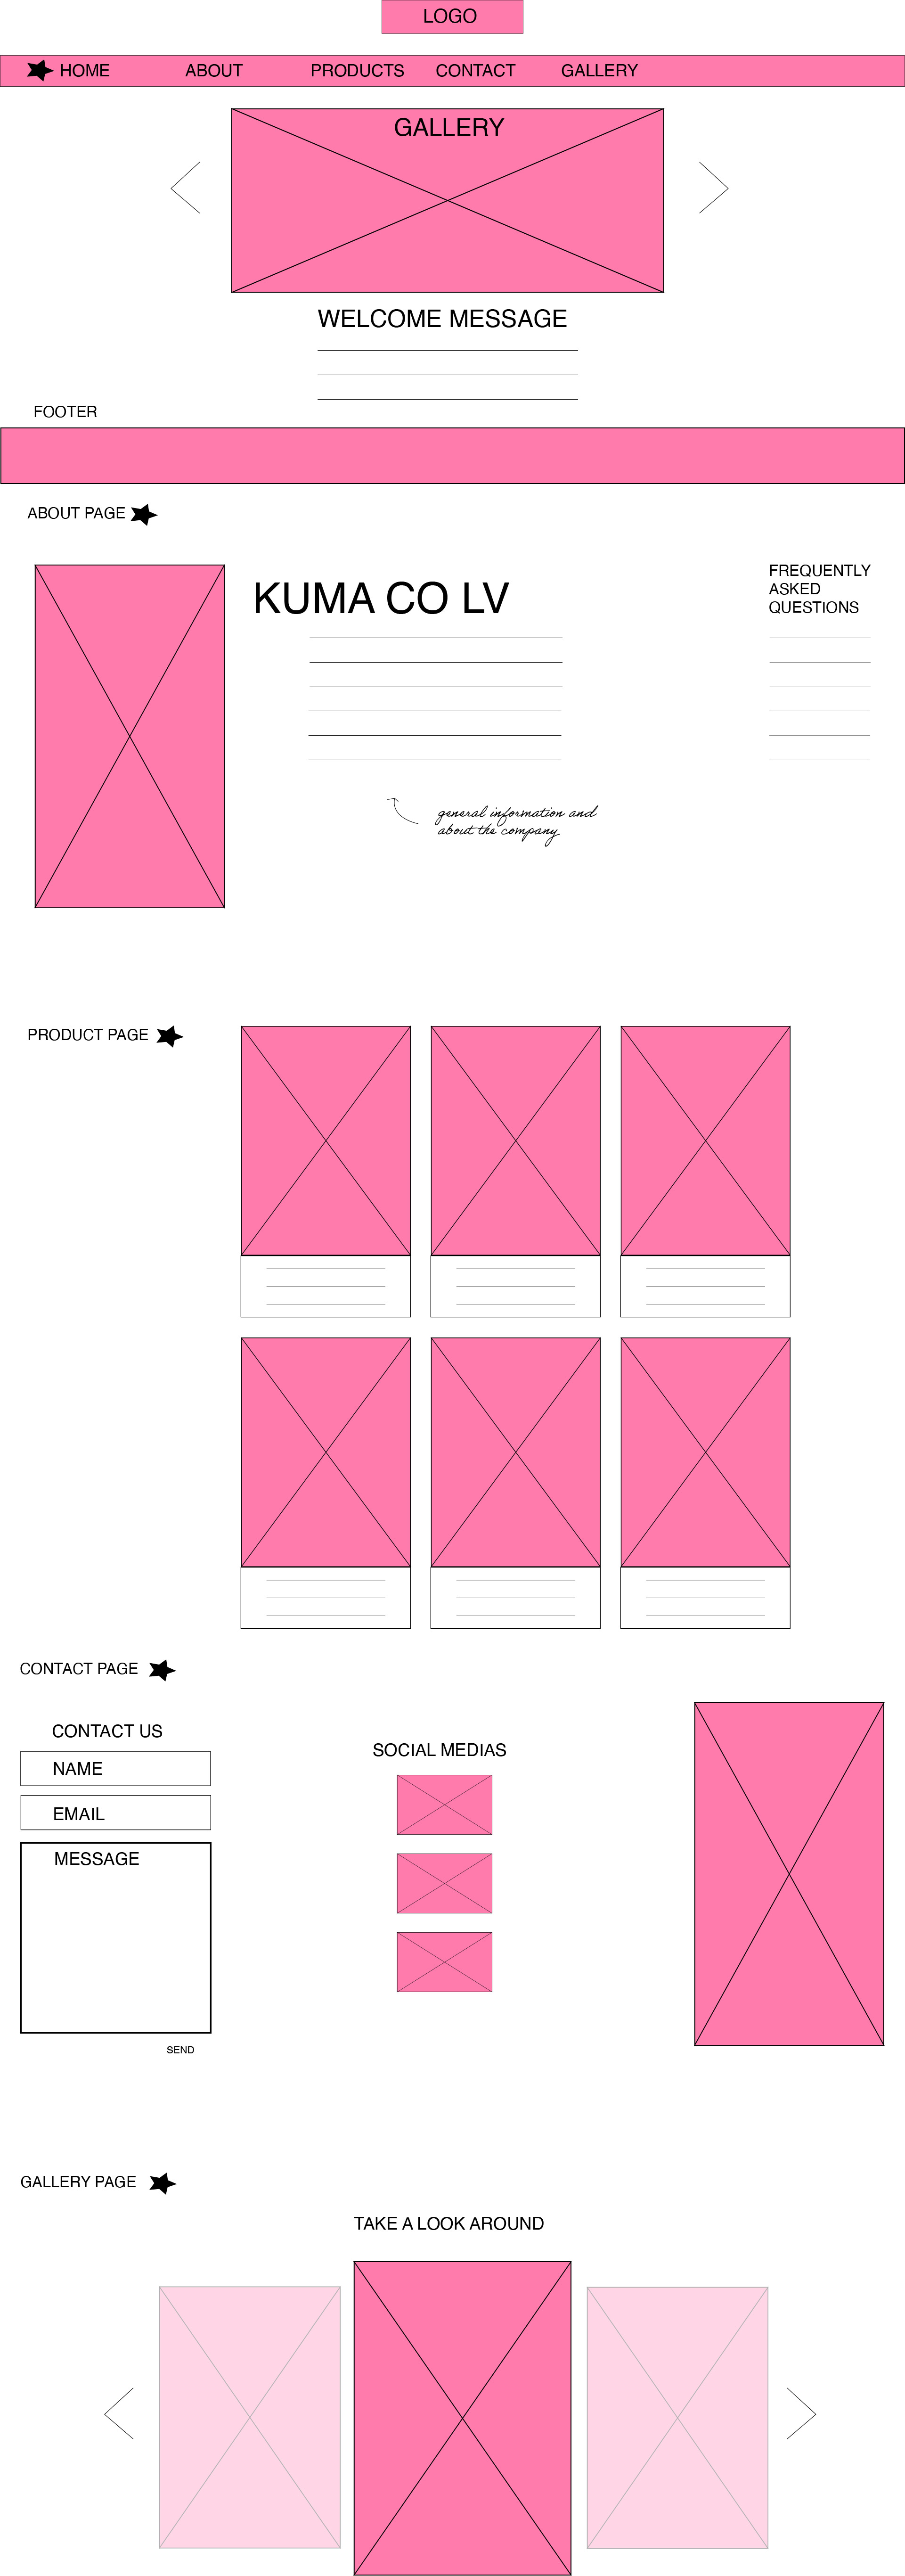 LOGO
HOME ABOUT PRODUCTS CONTACT GALLERY
GALLERY
WELCOME MESSAGE
FOOTER
ABOUT PAGE
KUMA CO LV
FREQUENTLY
ASKED
QUESTIONS
general information and
about the company
PRODUCT PAGE
CONTACT PAGE
CONTACT US
NAME
EMAIL
MESSAGE
SEND
SOCIAL MEDIAS
GALLERY PAGE
TAKE A LOOK AROUND